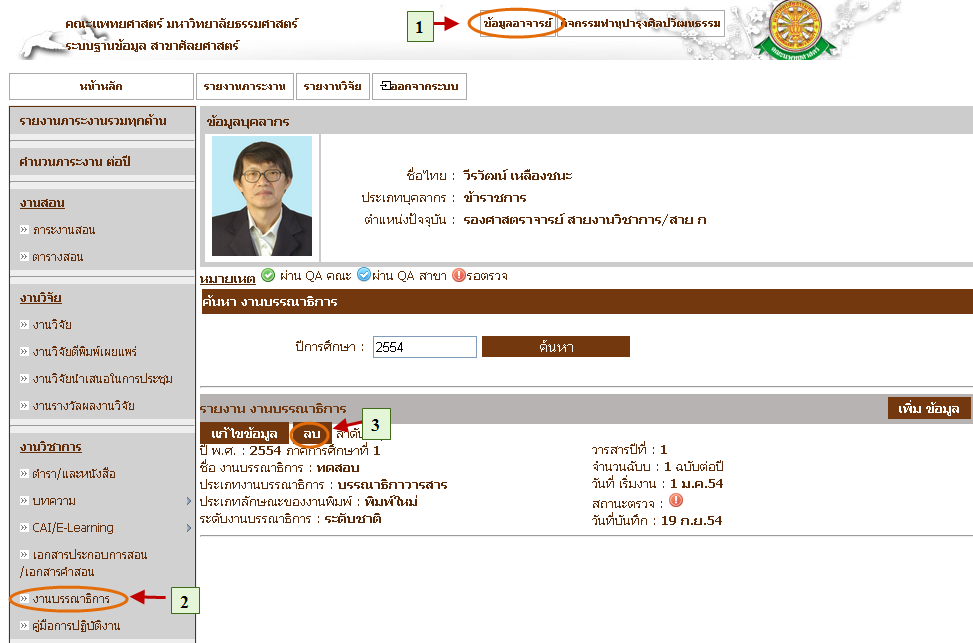 คณะแพทยศาสตร์ มหาวิทยาลัยธรรมศาสตร์
ระบบฐานข้อมูล สาขาศัลยศาสตร์
1
ข้อมูลอาจารย์ กิจกรรมทำนุบำรุงศิลปวัฒนธรรม
หน้าหลัก รายงานภาระงาน รายงานวิจัย ออกจากระบบ
รายงานภาระงานรวมทุกด้าน
คำนวนภาระงาน ต่อปี
งานสอน
» ภาระงานสอน
» ตารางสอน
งานวิจัย
» งานวิจัย
» งานวิจัยตีพิมพ์เผยแพร่
» งานวิจัยนำเสนอในการประชุม
» งานรางวัลผลงานวิจัย
งานวิชาการ
» ตำรา/และหนังสือ
» บทความ
» CAI/E-Learning
» เอกสารประกอบการสอน
/เอกสารคำสอน
» งานบรรณาธิการ
2
» คู่มือการปฏิบัติงาน
ข้อมูลบุคลากร
ชื่อไทย : วีรวัฒน์ เหลืองชนะ
ประเภทบุคลากร : ข้าราชการ
ตำแหน่งปัจจุบัน : รองศาสตราจารย์ สายงานวิชาการ/สาย ก
หมายเหต ผ่าน QA คณะ ผ่าน QA สาขา รอตรวจ
ค้นหา งานบรรณาธิการ
ปีการศึกษา : 2554 ค้นหา
รายงาน งานบรรณาธิการ เพิ่ม ข้อมูล
แก้ไขข้อมูล ลบ 3
ปี พ.ศ. : 2554 ภาคการศึกษาที่ 1
ชื่อ งานบรรณาธิการ : ทดสอบ
ประเภทงานบรรณาธิการ : บรรณาธิกาวารสาร
ประเภทลักษณะของงานพิมพ์ : พิมพ์ใหม่
ระดับงานบรรณาธิการ : ระดับชาติ
วารสารปีที่ : 1
จำนวนฉบับ : 1 ฉบับต่อปี
วันที่ เริ่มงาน : 1 ม.ค.54
สถานะตรวจ :
วันที่บันทึก : 19 ก.ย.54